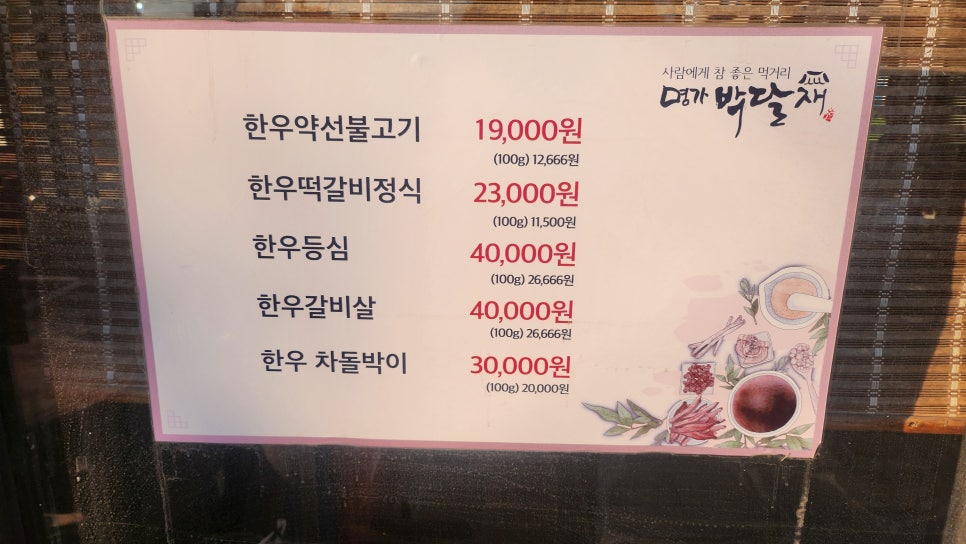 사람에게 참 좋은 먹거리
명가 박달재
한우약선불고기 19,000원
(100g) 12,666원
한우떡갈비정식 23,000원
(100g) 11,500원
한우등심 40,000원
(100g) 26,666원
한우갈비살 40,000원
(100g) 26,666원
한우 차돌박이 30,000원
(100g) 20,000원